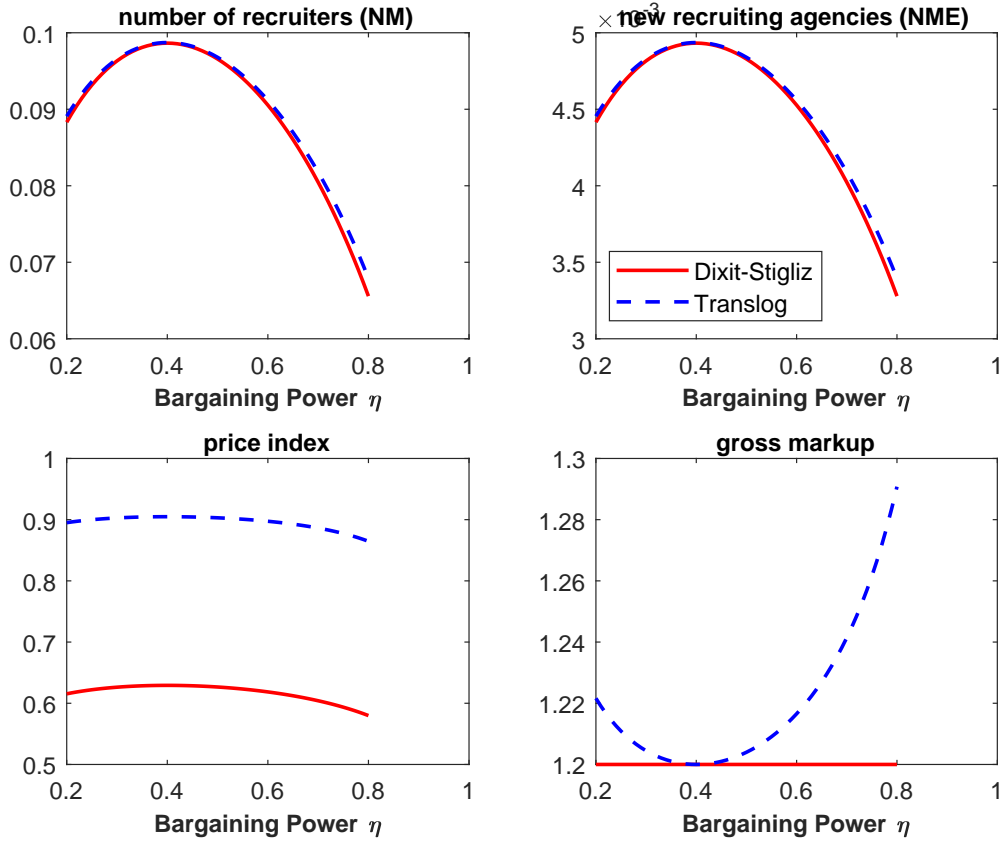 number of recruiters (NM)
0.1
0.09
0.08
0.07
0.06
0.2 0.4 0.6 0.8 1
Bargaining Power η
×10⁻³
new recruiting agencies (NME)
5
4.5
4
3.5
3
Dixit-Stigliz
Translog
0.2 0.4 0.6 0.8 1
Bargaining Power η
price index
1
0.9
0.8
0.7
0.6
0.5
0.2 0.4 0.6 0.8 1
Bargaining Power η
gross markup
1.3
1.28
1.26
1.24
1.22
1.2
0.2 0.4 0.6 0.8 1
Bargaining Power η